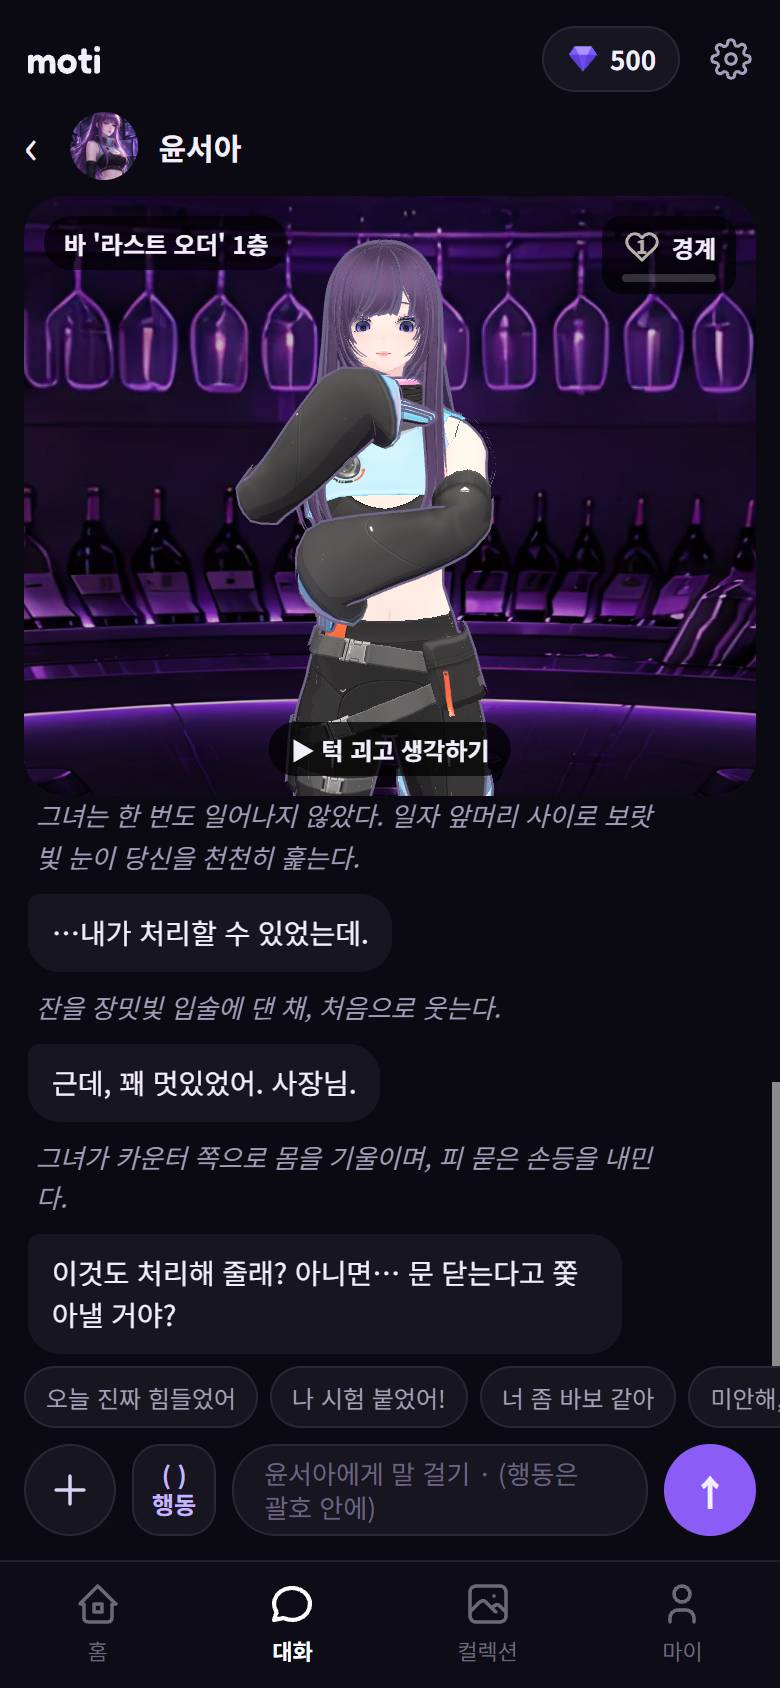 moti
500
윤서아
바 '라스트 오더' 1층
1 경계
▶ 턱 괴고 생각하기
그녀는 한 번도 일어나지 않았다. 일자 앞머리 사이로 보랏
빛 눈이 당신을 천천히 훑는다.
…내가 처리할 수 있었는데.
잔을 장밋빛 입술에 댄 채, 처음으로 웃는다.
근데, 꽤 멋있었어. 사장님.
그녀가 카운터 쪽으로 몸을 기울이며, 피 묻은 손등을 내민
다.
이것도 처리해 줄래? 아니면… 문 닫는다고 쫓
아낼 거야?
오늘 진짜 힘들었어
나 시험 붙었어!
너 좀 바보 같아
미안해,
( )
행동
윤서아에게 말 걸기 · (행동은
괄호 안에)
홈
대화
컬렉션
마이